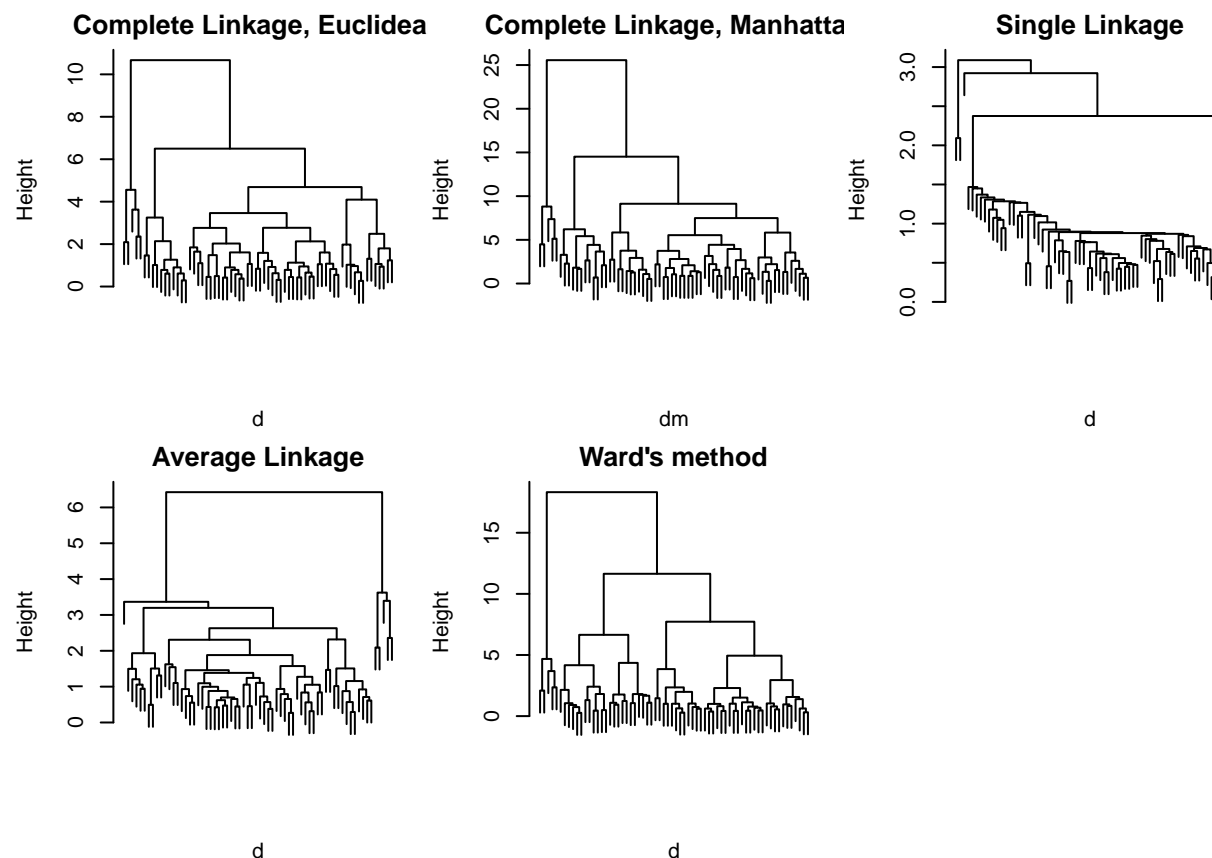 Complete Linkage, Euclidea
Height
0 2 4 6 8 10
d
Complete Linkage, Manhatta
Height
0 5 10 15 20 25
dm
Single Linkage
Height
0.0 1.0 2.0 3.0
d
Average Linkage
Height
0 1 2 3 4 5 6
d
Ward's method
Height
0 5 10 15
d